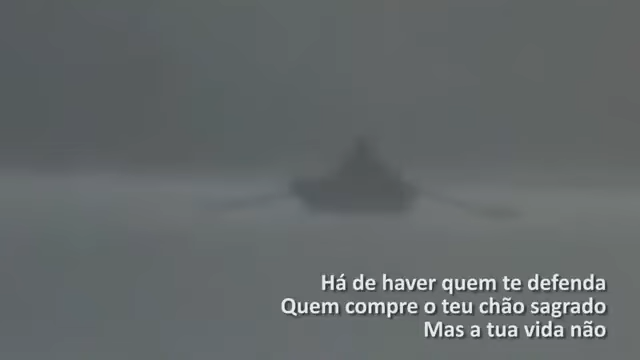 Há de haver quem te defenda
Quem compre o teu chão sagrado
Mas a tua vida não